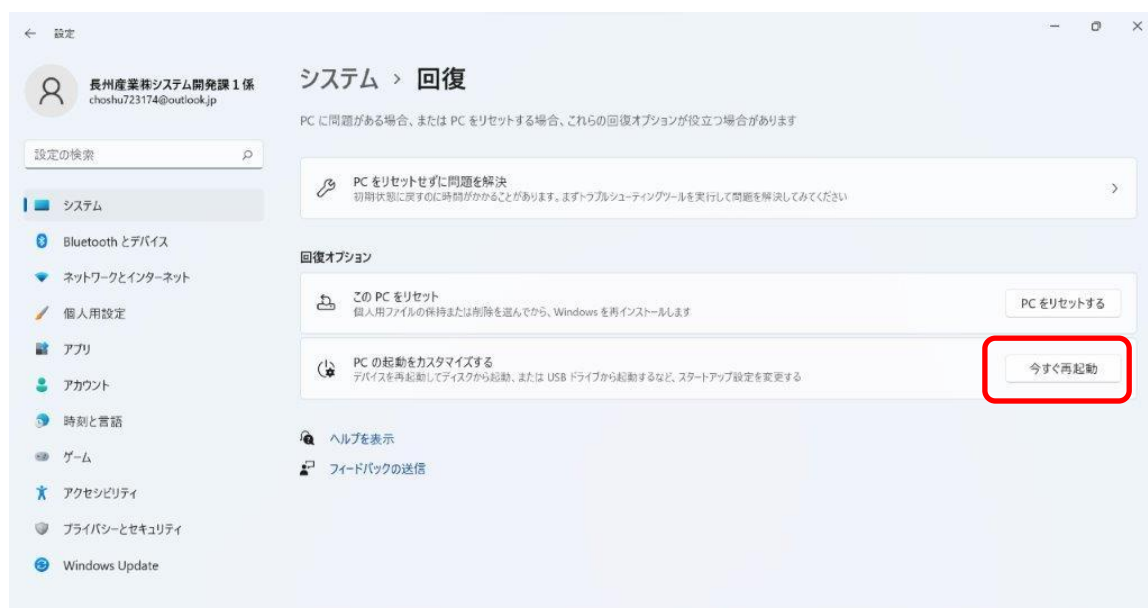 設定
長州産業㈱システム開発課１係
choshu723174@outlook.jp
設定の検索
システム
Bluetooth とデバイス
ネットワークとインターネット
個人用設定
アプリ
アカウント
時刻と言語
ゲーム
アクセシビリティ
プライバシーとセキュリティ
Windows Update
システム › 回復
PC に問題がある場合、または PC をリセットする場合、これらの回復オプションが役立つ場合があります
PC をリセットせずに問題を解決
初期状態に戻すのに時間がかかることがあります。まずトラブルシューティングツールを実行して問題を解決してみてください
回復オプション
この PC をリセット
個人用ファイルの保持または削除を選んでから、Windows を再インストールします
PC をリセットする
PC の起動をカスタマイズする
デバイスを再起動してディスクから起動、または USB ドライブから起動するなど、スタートアップ設定を変更する
今すぐ再起動
ヘルプを表示
フィードバックの送信